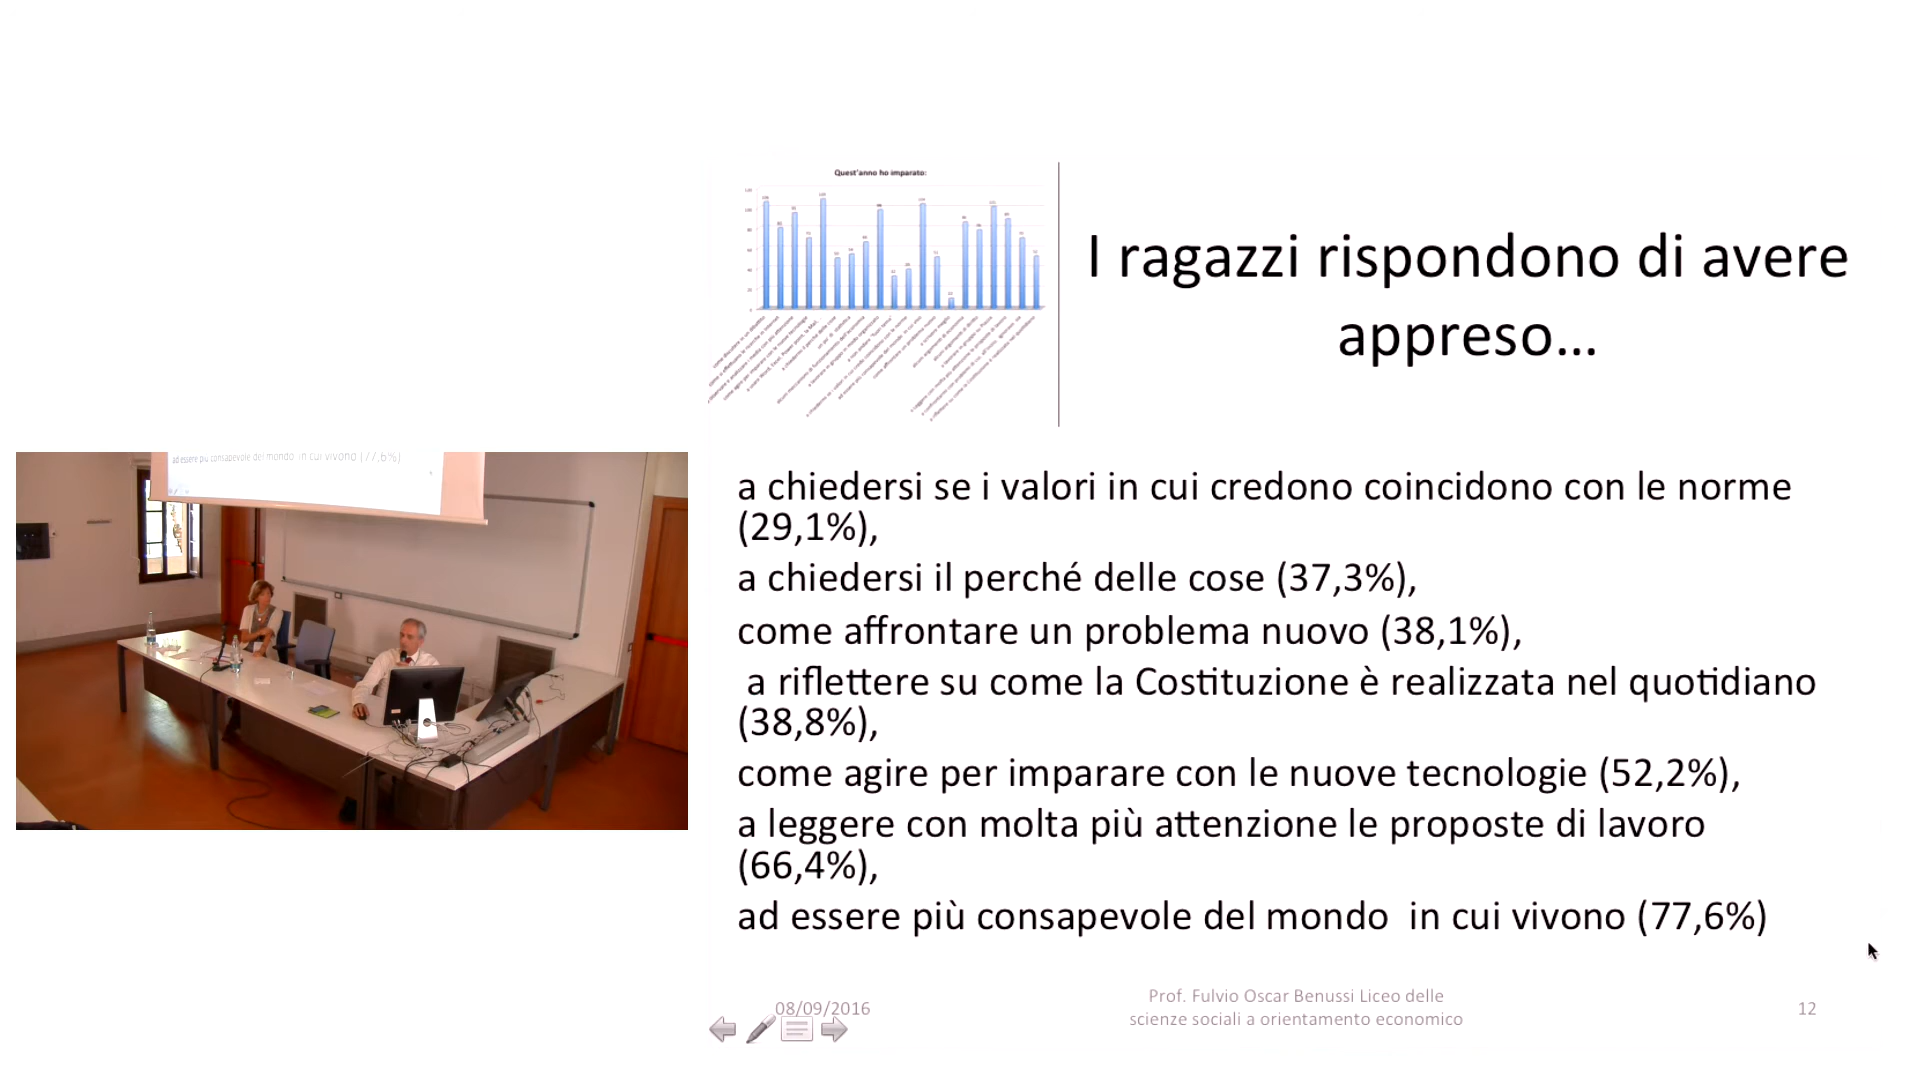 Quest'anno ho imparato:
I ragazzi rispondono di avere
appreso...
a chiedersi se i valori in cui credono coincidono con le norme
(29,1%),
a chiedersi il perché delle cose (37,3%),
come affrontare un problema nuovo (38,1%),
a riflettere su come la Costituzione è realizzata nel quotidiano
(38,8%),
come agire per imparare con le nuove tecnologie (52,2%),
a leggere con molta più attenzione le proposte di lavoro
(66,4%),
ad essere più consapevole del mondo in cui vivono (77,6%)
ad essere più consapevole del mondo in cui vivono (77,6%)
08/09/2016
Prof. Fulvio Oscar Benussi Liceo delle
scienze sociali a orientamento economico
12